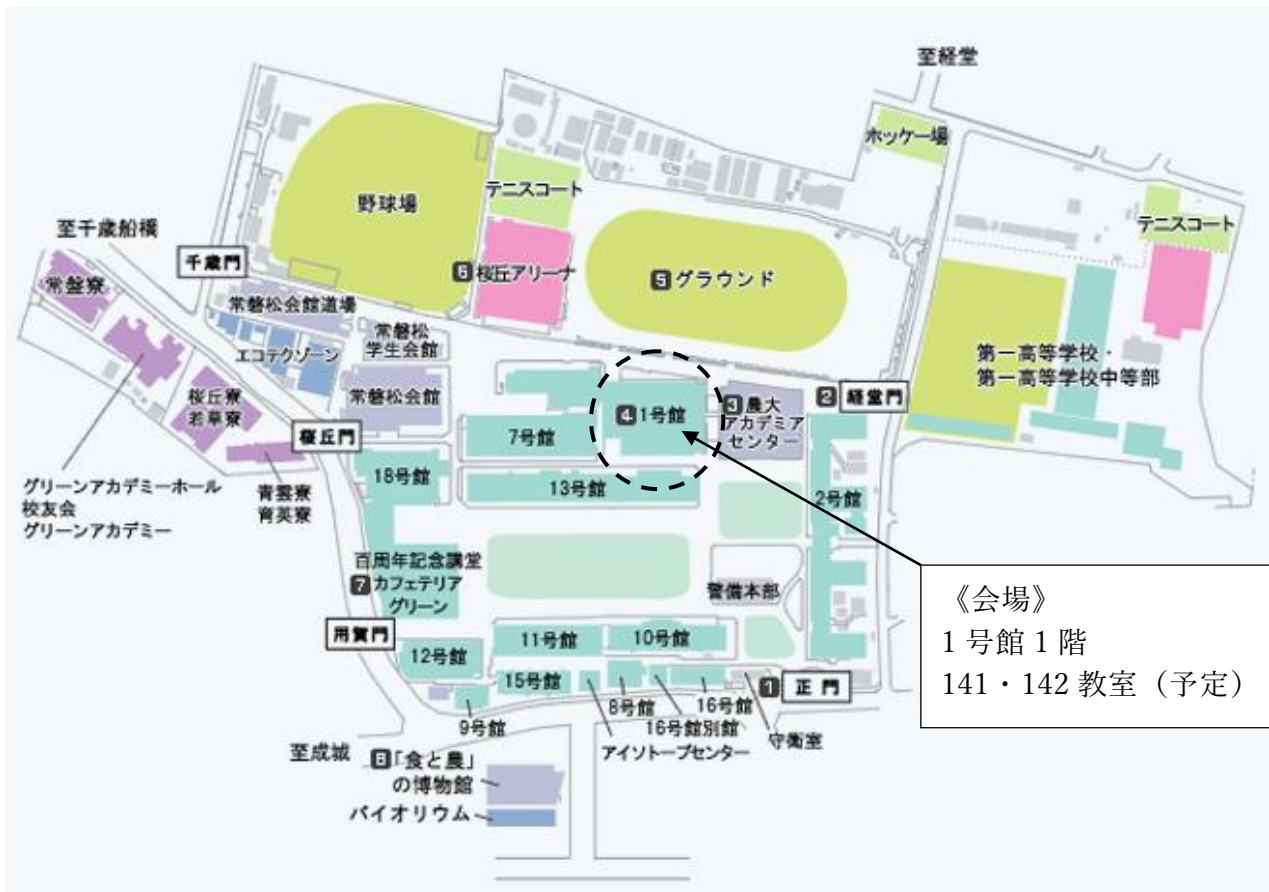 至経堂
ホッケー場
テニスコート
野球場
テニスコート
至千歳船橋
千歳門
6 桜丘アリーナ
5 グラウンド
常盤寮
常磐松会館道場
常磐松
学生会館
エコテクゾーン
第一高等学校・
第一高等学校中等部
桜丘寮
若草寮
常磐松会館
4 1号館
3 農大
アカデミア
センター
2 経堂門
桜丘門
7号館
18号館
13号館
2号館
グリーンアカデミーホール
校友会
グリーンアカデミー
青雲寮
育英寮
百周年記念講堂
7 カフェテリア
グリーン
警備本部
《会場》
1号館1階
141・142教室（予定）
用賀門
12号館
11号館
10号館
15号館
8号館
16号館
1 正門
9号館
16号館別館
守衛室
アイソトープセンター
至成城
8 「食と農」
の博物館
バイオリウム